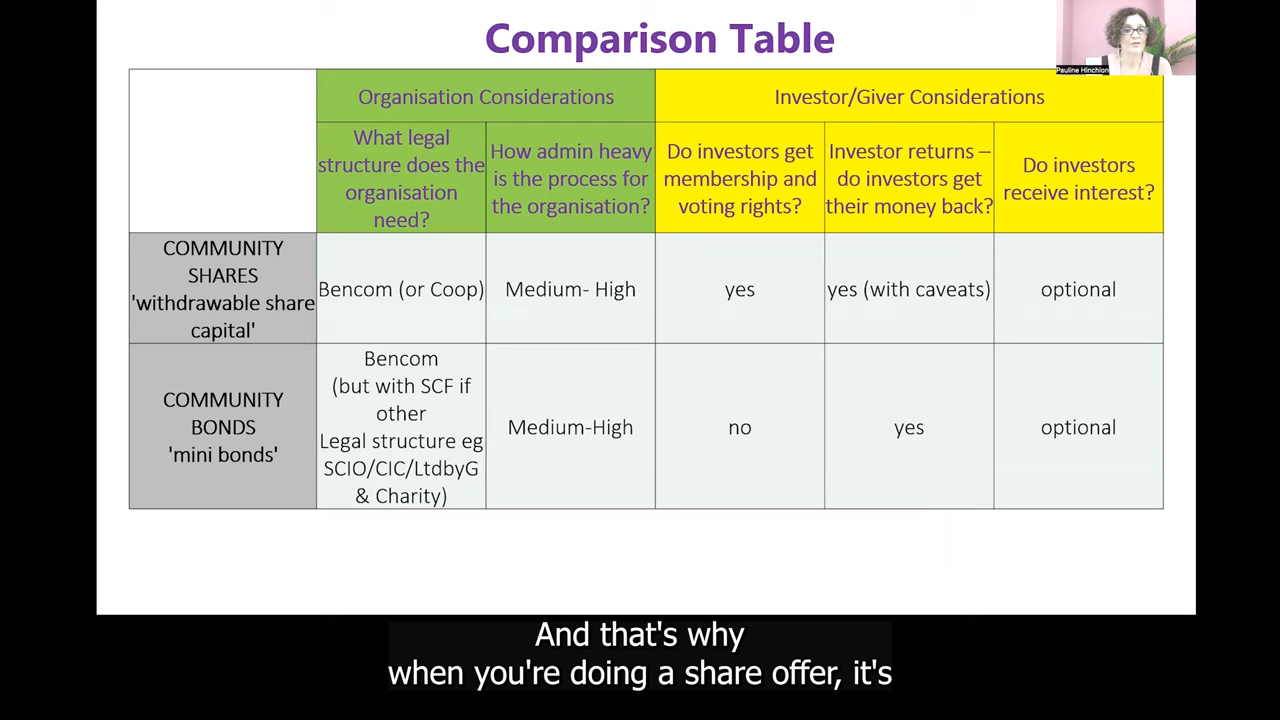 Comparison Table
Pauline Hinchion
Organisation Considerations
Investor/Giver Considerations
What legal
structure does the
organisation
need?
How admin heavy
is the process for
the organisation?
Do investors get
membership and
voting rights?
Investor returns –
do investors get
their money back?
Do investors
receive interest?
COMMUNITY
SHARES
'withdrawable share
capital'
Bencom (or Coop)
Medium- High
yes
yes (with caveats)
optional
COMMUNITY
BONDS
'mini bonds'
Bencom
(but with SCF if
other
Legal structure eg
SCIO/CIC/LtdbyG
& Charity)
Medium-High
no
yes
optional
And that's why
when you're doing a share offer, it's